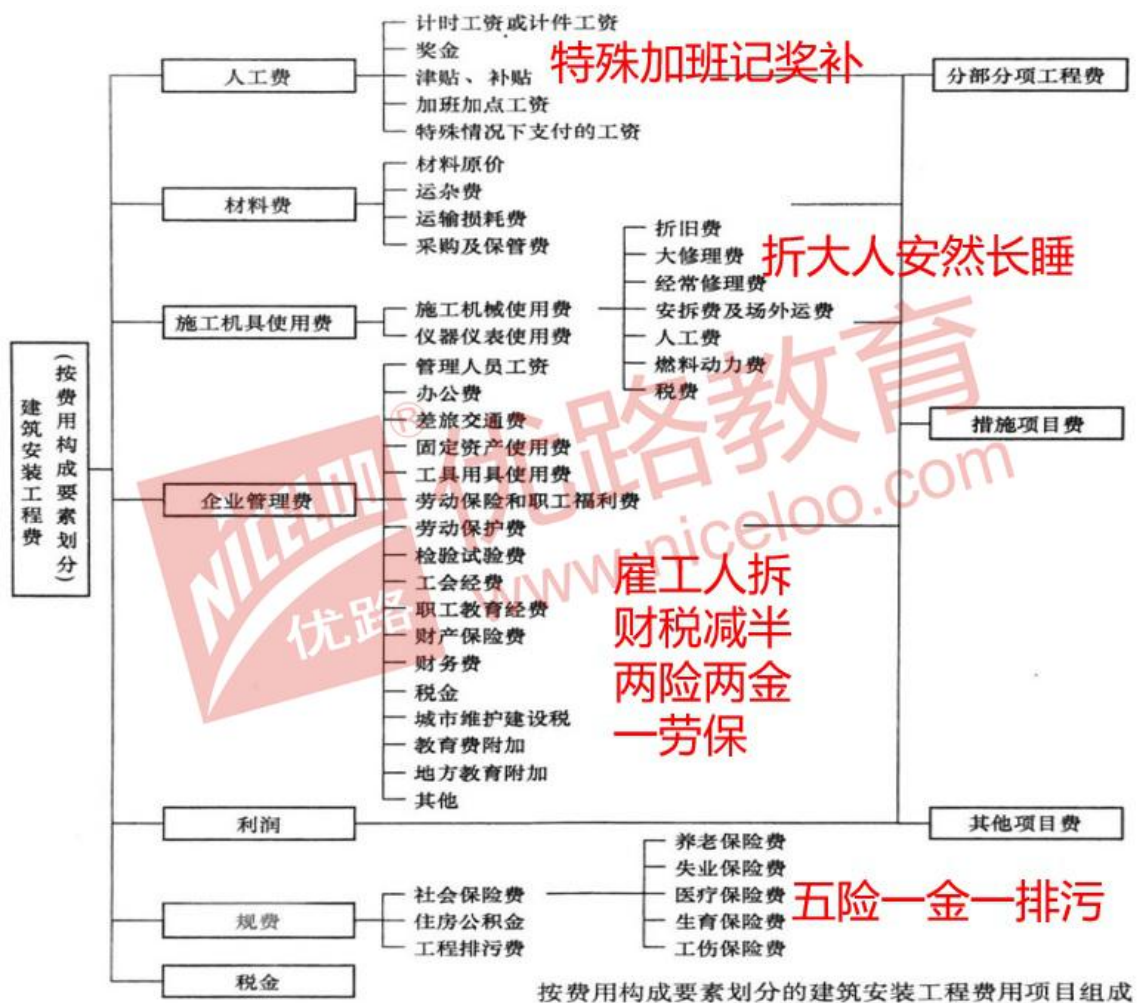 计时工资或计件工资
奖金
津贴、补贴
加班加点工资
特殊情况下支付的工资
人工费
特殊加班记奖补
分部分项工程费
材料原价
运杂费
运输损耗费
采购及保管费
材料费
折旧费
大修理费
经常修理费
安拆费及场外运费
人工费
燃料动力费
税费
折大人安然长睡
施工机械使用费
仪器仪表使用费
施工机具使用费
建筑安装工程费
(按费用构成要素划分)
管理人员工资
办公费
差旅交通费
固定资产使用费
工具用具使用费
劳动保险和职工福利费
劳动保护费
检验试验费
工会经费
职工教育经费
财产保险费
财务费
税金
城市维护建设税
教育费附加
地方教育附加
其他
企业管理费
措施项目费
雇工人拆
财税减半
两险两金
一劳保
NICELOO
优路
®
优路教育
www.niceloo.com
利润
其他项目费
养老保险费
失业保险费
医疗保险费
生育保险费
工伤保险费
五险一金一排污
社会保险费
住房公积金
工程排污费
规费
税金
按费用构成要素划分的建筑安装工程费用项目组成